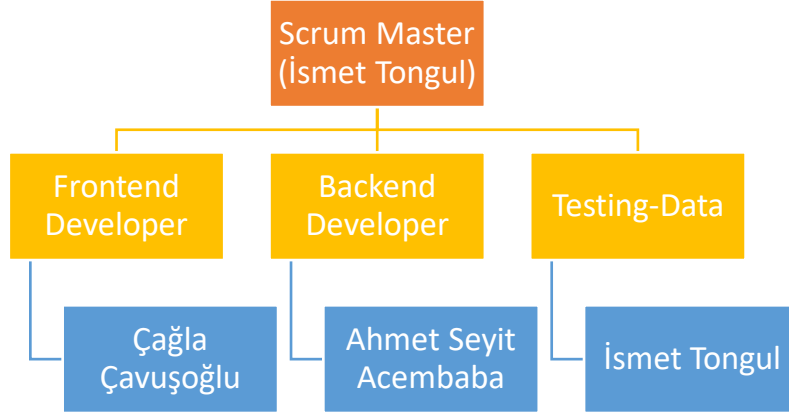 Scrum Master
(İsmet Tongul)
Frontend
Developer
Backend
Developer
Testing-Data
Çağla
Çavuşoğlu
Ahmet Seyit
Acembaba
İsmet Tongul